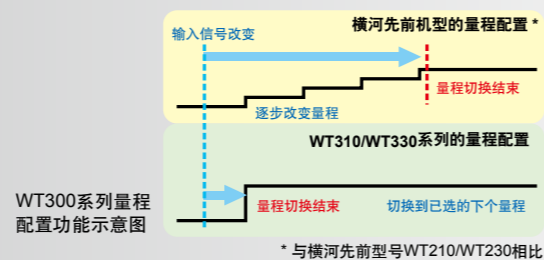 横河先前机型的量程配置 *
输入信号改变
量程切换结束
逐步改变量程
WT310/WT330系列的量程配置
量程切换结束
切换到已选的下个量程
WT300系列量程
配置功能示意图
* 与横河先前型号WT210/WT230相比